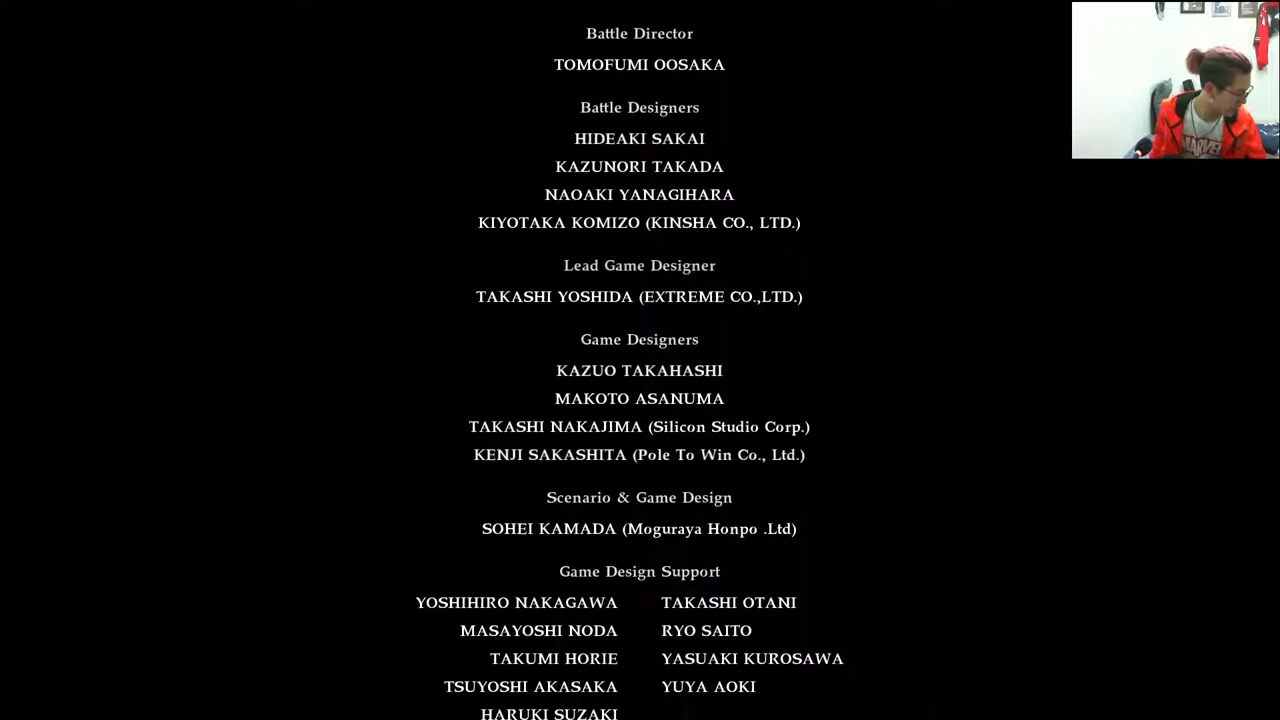 Battle Director
TOMOFUMI OOSAKA
Battle Designers
HIDEAKI SAKAI
KAZUNORI TAKADA
NAOAKI YANAGIHARA
KIYOTAKA KOMIZO (KINSHA CO., LTD.)
Lead Game Designer
TAKASHI YOSHIDA (EXTREME CO.,LTD.)
Game Designers
KAZUO TAKAHASHI
MAKOTO ASANUMA
TAKASHI NAKAJIMA (Silicon Studio Corp.)
KENJI SAKASHITA (Pole To Win Co., Ltd.)
Scenario & Game Design
SOHEI KAMADA (Moguraya Honpo .Ltd)
Game Design Support
YOSHIHIRO NAKAGAWA TAKASHI OTANI
MASAYOSHI NODA RYO SAITO
TAKUMI HORIE YASUAKI KUROSAWA
TSUYOSHI AKASAKA YUYA AOKI
HARUKI SUZAKI
MARVEL